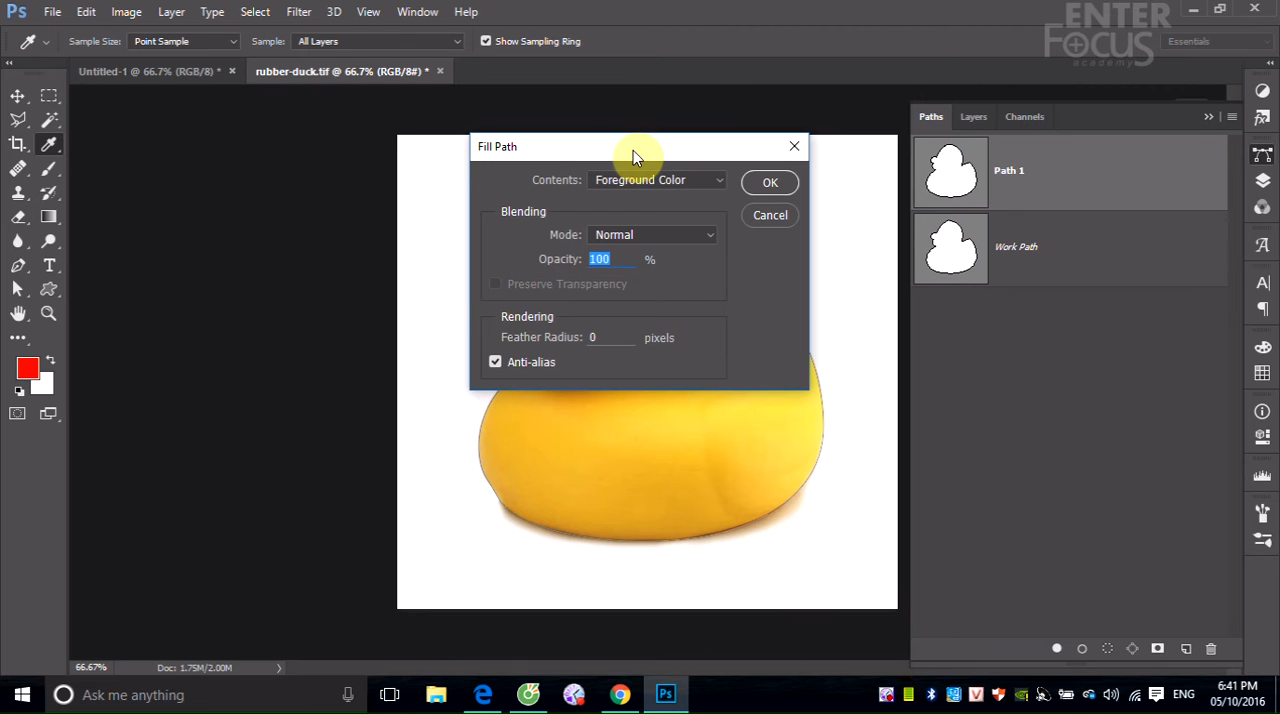 Ps File Edit Image Layer Type Select Filter 3D View Window Help
ENTER
FOCUS
academy
Sample Size: Point Sample Sample: All Layers Show Sampling Ring Essentials
Untitled-1 @ 66.7% (RGB/8) * × rubber-duck.tif @ 66.7% (RGB/8#) * ×
Paths Layers Channels
Fill Path
Contents: Foreground Color OK
Path 1
Blending Cancel
Mode: Normal
Work Path
Opacity: 100 %
Preserve Transparency
Rendering
Feather Radius: 0 pixels
Anti-alias
66.67% Doc: 1.75M/2.00M
Ask me anything Ps ENG 6:41 PM
05/10/2016